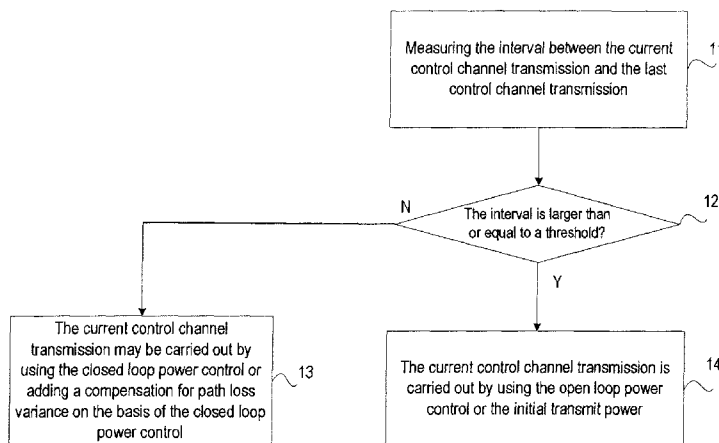 Measuring the interval between the current
control channel transmission and the last
control channel transmission
11
N
The interval is larger than
or equal to a threshold?
12
Y
The current control channel
transmission may be carried out by
using the closed loop power control or
adding a compensation for path loss
variance on the basis of the closed loop
power control
13
The current control channel transmission is
carried out by using the open loop power
control or the initial transmit power
14